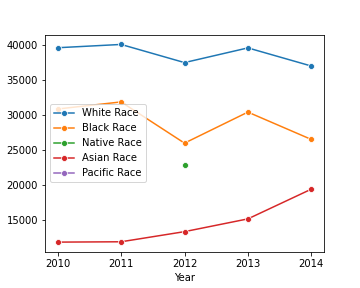 40000
35000
30000
25000
20000
15000
White Race
Black Race
Native Race
Asian Race
Pacific Race
2010 2011 2012 2013 2014
Year